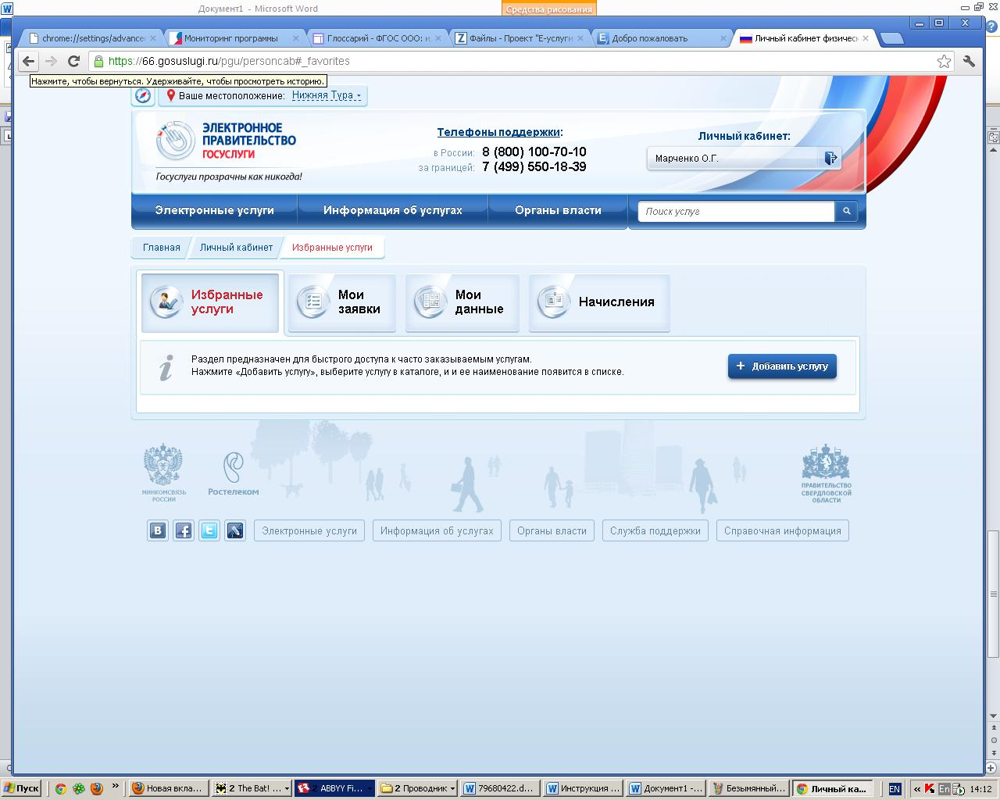 Документ1 - Microsoft Word
Средства рисования
chrome://settings/advance
Мониторинг программы
Глоссарий - ФГОС ООО: и
Файлы - Проект "Е-услуги
Добро пожаловать
Личный кабинет физическ
https://66.gosuslugi.ru/pgu/personcab#_favorites
Нажмите, чтобы вернуться. Удерживайте, чтобы просмотреть историю.
Ваше местоположение: Нижняя Тура
ЭЛЕКТРОННОЕ
ПРАВИТЕЛЬСТВО
ГОСУСЛУГИ
Госуслуги прозрачны как никогда!
Телефоны поддержки:
в России: 8 (800) 100-70-10
за границей: 7 (499) 550-18-39
Личный кабинет:
Марченко О.Г.
Электронные услуги
Информация об услугах
Органы власти
Поиск услуг
Главная
Личный кабинет
Избранные услуги
Избранные
услуги
Мои
заявки
Мои
данные
Начисления
Раздел предназначен для быстрого доступа к часто заказываемым услугам.
Нажмите «Добавить услугу», выберите услугу в каталоге, и и ее наименование появится в списке.
+ Добавить услугу
МИНКОМСВЯЗЬ
РОССИИ
Ростелеком
ПРАВИТЕЛЬСТВО
СВЕРДЛОВСКОЙ
ОБЛАСТИ
Электронные услуги
Информация об услугах
Органы власти
Служба поддержки
Справочная информация
Пуск
»
Новая вкла...
2 The Bat! ...
2 ABBYY Fi...
2 Проводник
79680422.d...
Инструкция ...
Документ1 -...
Безымянный...
Личный ка...
EN
«
En
14:12